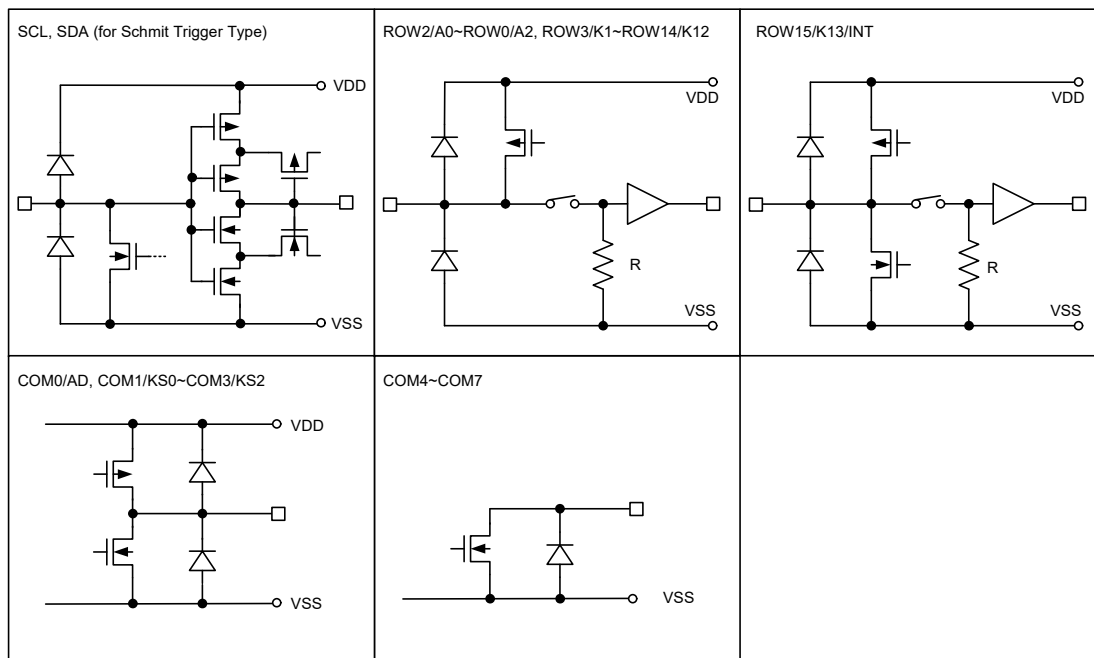 SCL, SDA (for Schmit Trigger Type)
VDD
VSS
ROW2/A0~ROW0/A2, ROW3/K1~ROW14/K12
VDD
R
VSS
ROW15/K13/INT
VDD
R
VSS
COM0/AD, COM1/KS0~COM3/KS2
VDD
VSS
COM4~COM7
VSS